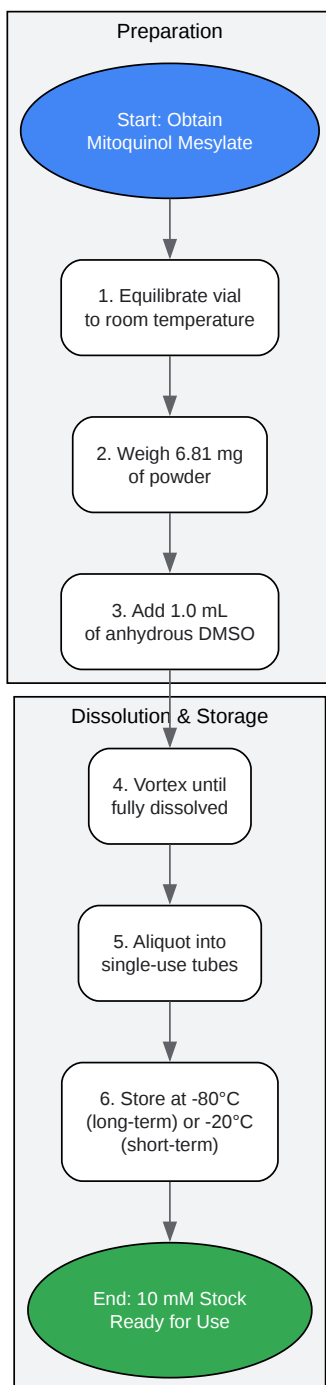 Preparation
Start: Obtain
Mitoquinol Mesylate
1. Equilibrate vial
to room temperature
2. Weigh 6.81 mg
of powder
3. Add 1.0 mL
of anhydrous DMSO
Dissolution & Storage
4. Vortex until
fully dissolved
5. Aliquot into
single-use tubes
6. Store at -80°C
(long-term) or -20°C
(short-term)
End: 10 mM Stock
Ready for Use